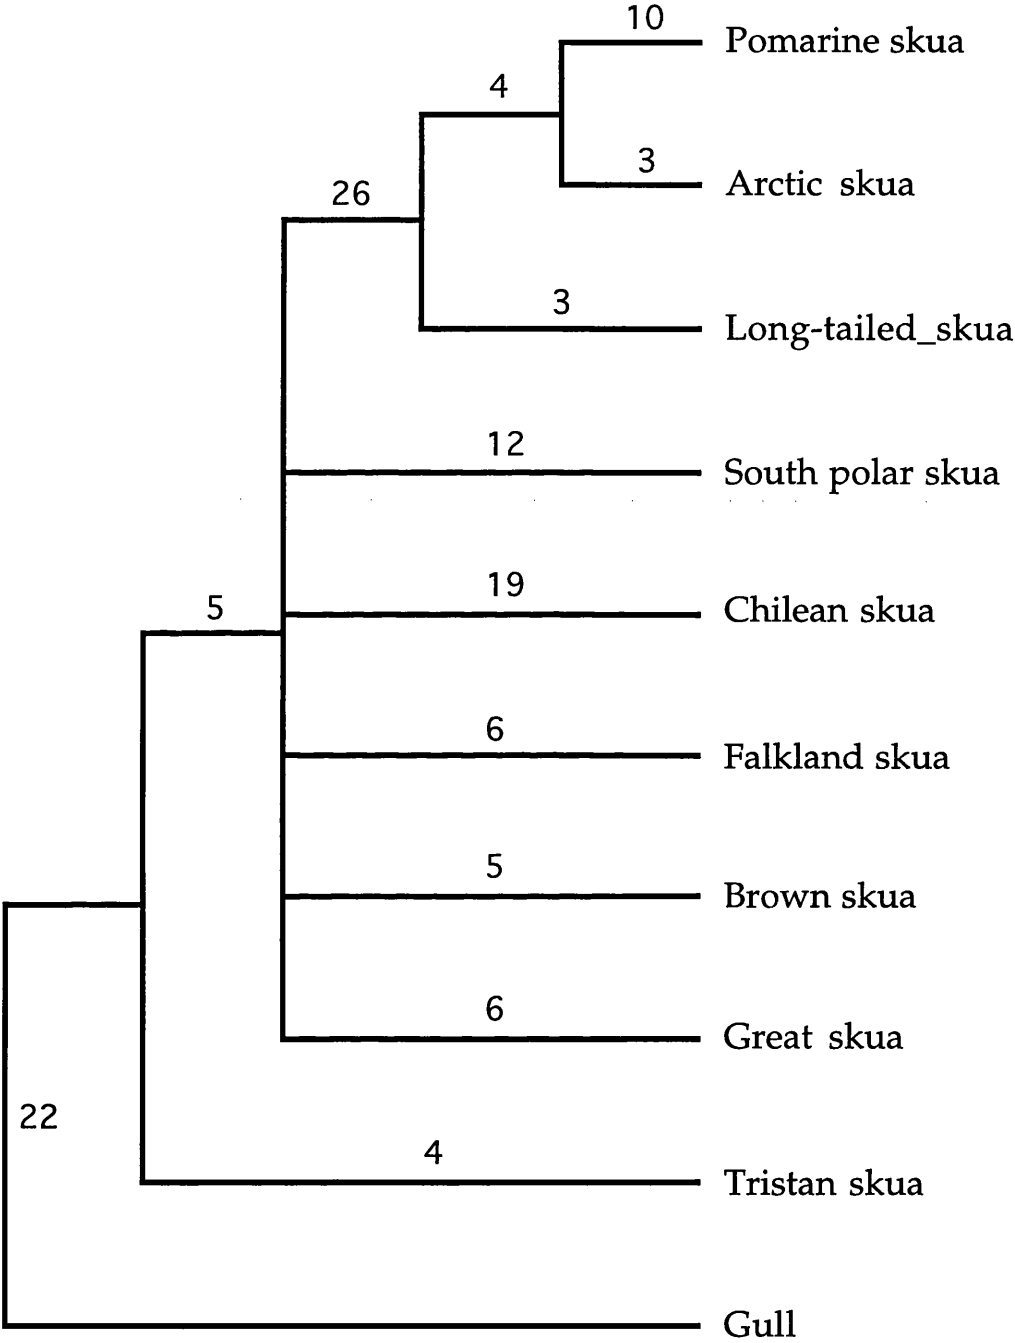 10
Pomarine skua
4
3
Arctic skua
26
3
Long-tailed_skua
12
South polar skua
19
Chilean skua
5
6
Falkland skua
5
Brown skua
6
Great skua
22
4
Tristan skua
Gull